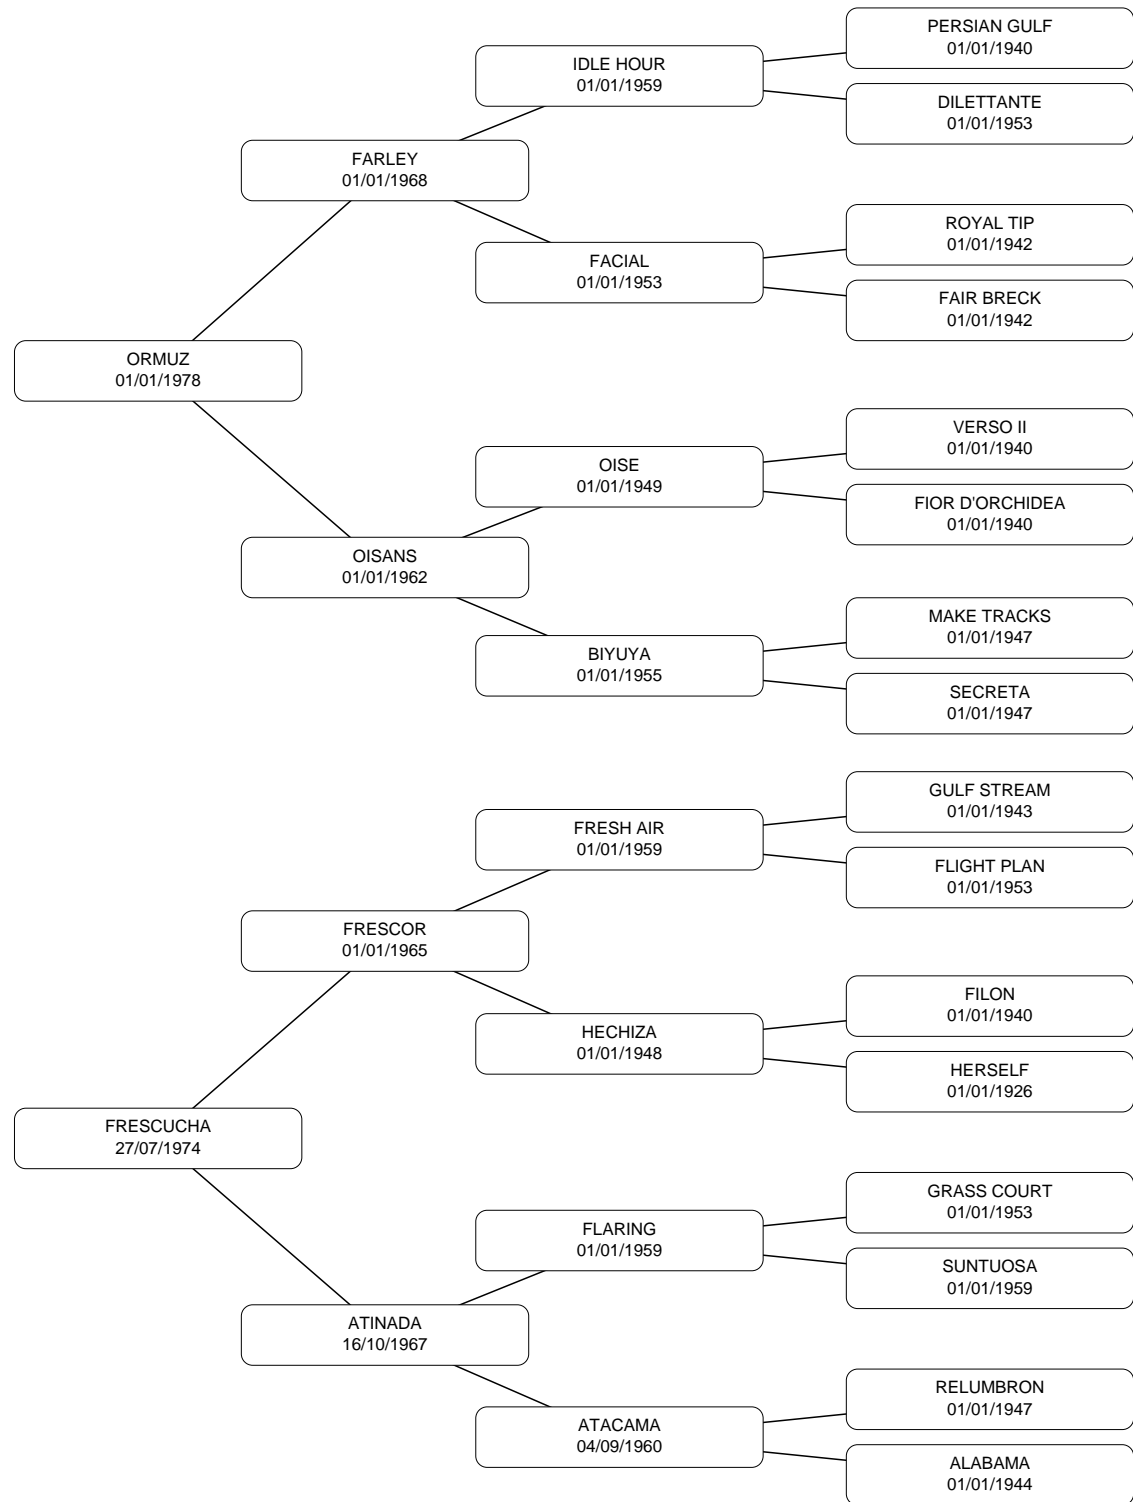 PERSIAN GULF
01/01/1940
IDLE HOUR
01/01/1959
DILETTANTE
01/01/1953
FARLEY
01/01/1968
ROYAL TIP
01/01/1942
FACIAL
01/01/1953
FAIR BRECK
01/01/1942
ORMUZ
01/01/1978
VERSO II
01/01/1940
OISE
01/01/1949
FIOR D'ORCHIDEA
01/01/1940
OISANS
01/01/1962
MAKE TRACKS
01/01/1947
BIYUYA
01/01/1955
SECRETA
01/01/1947
GULF STREAM
01/01/1943
FRESH AIR
01/01/1959
FLIGHT PLAN
01/01/1953
FRESCOR
01/01/1965
FILON
01/01/1940
HECHIZA
01/01/1948
HERSELF
01/01/1926
FRESCUCHA
27/07/1974
GRASS COURT
01/01/1953
FLARING
01/01/1959
SUNTUOSA
01/01/1959
ATINADA
16/10/1967
RELUMBRON
01/01/1947
ATACAMA
04/09/1960
ALABAMA
01/01/1944